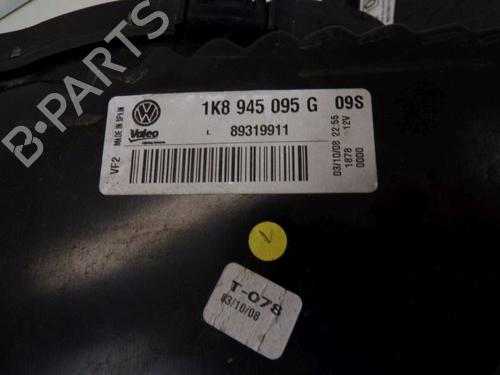 1K8 945 095 G 09S
L 89319911
VW
Valeo
MADE IN SPAIN
VF2
03/10/08 22:55
12V
1878
0000
T-078
03/10/08
B-PARTS